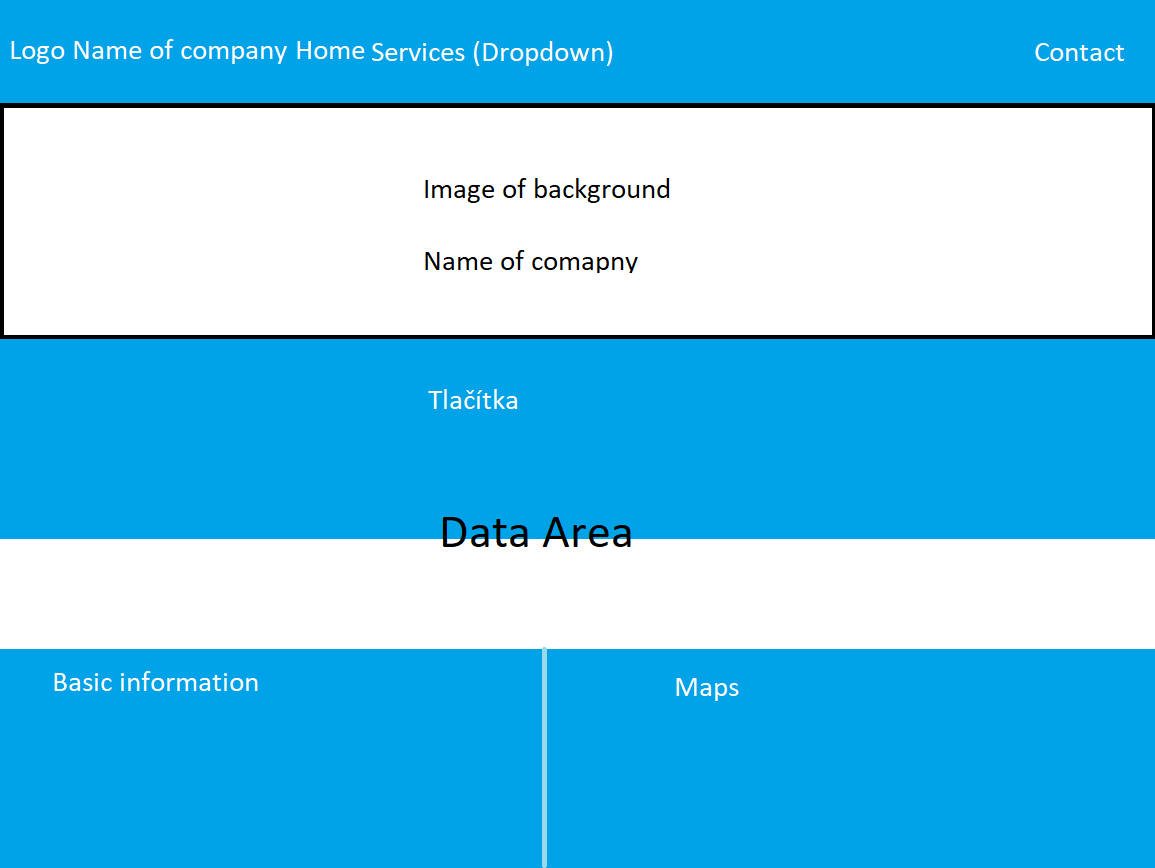 Logo Name of company Home Services (Dropdown) Contact
Image of background
Name of comapny
Tlačítka
Data Area
Basic information
Maps